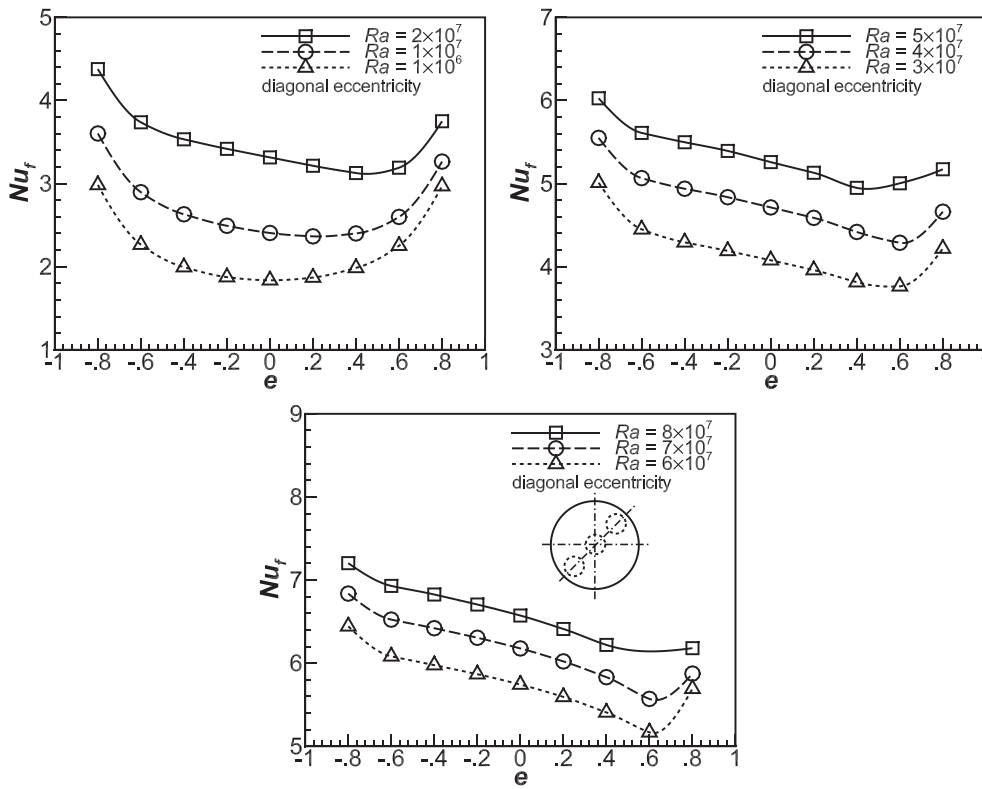 5
4
3
2
1
Nu_f
Ra = 2×10^7
Ra = 1×10^7
Ra = 1×10^6
diagonal eccentricity
-1 -.8 -.6 -.4 -.2 0 .2 .4 .6 .8 1
e
7
6
5
4
3
Nu_f
Ra = 5×10^7
Ra = 4×10^7
Ra = 3×10^7
diagonal eccentricity
-1 -.8 -.6 -.4 -.2 0 .2 .4 .6 .8 1
e
9
8
7
6
5
Nu_f
Ra = 8×10^7
Ra = 7×10^7
Ra = 6×10^7
diagonal eccentricity
-1 -.8 -.6 -.4 -.2 0 .2 .4 .6 .8 1
e